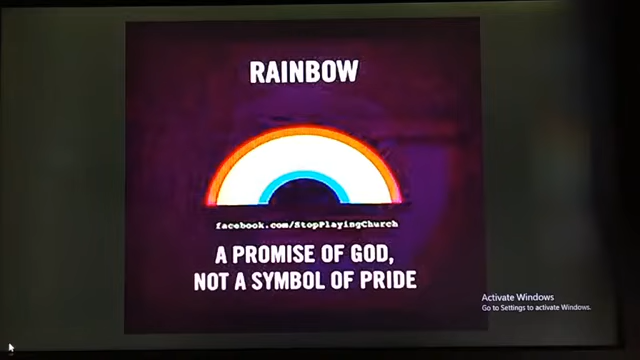 RAINBOW
facebook.com/StopPlayingChurch
A PROMISE OF GOD,
NOT A SYMBOL OF PRIDE
Activate Windows
Go to Settings to activate Windows.